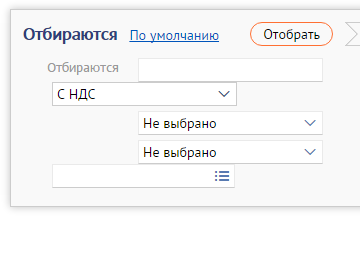 Отбираются По умолчанию Отобрать
Отбираются
С НДС
Не выбрано
Не выбрано